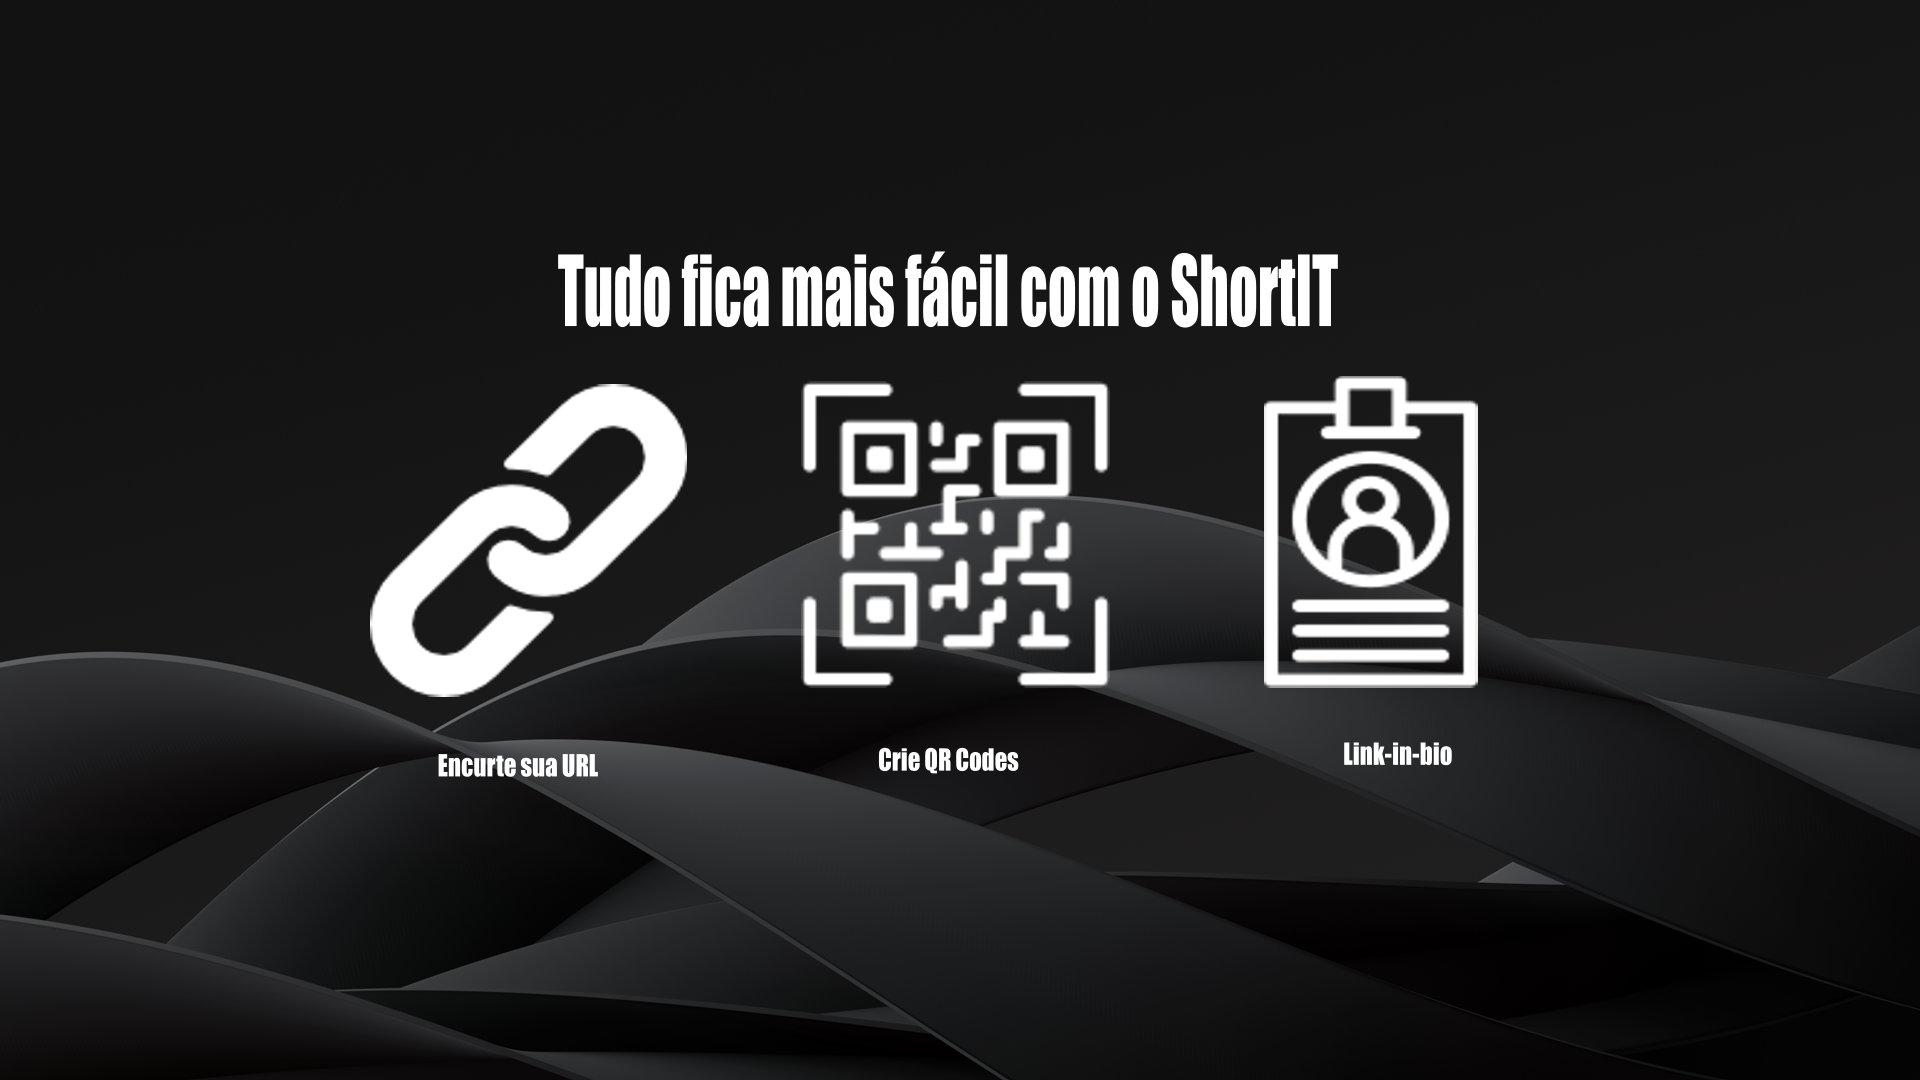 Tudo fica mais fácil com o ShortIT
Encurte sua URL
Crie QR Codes
Link-in-bio